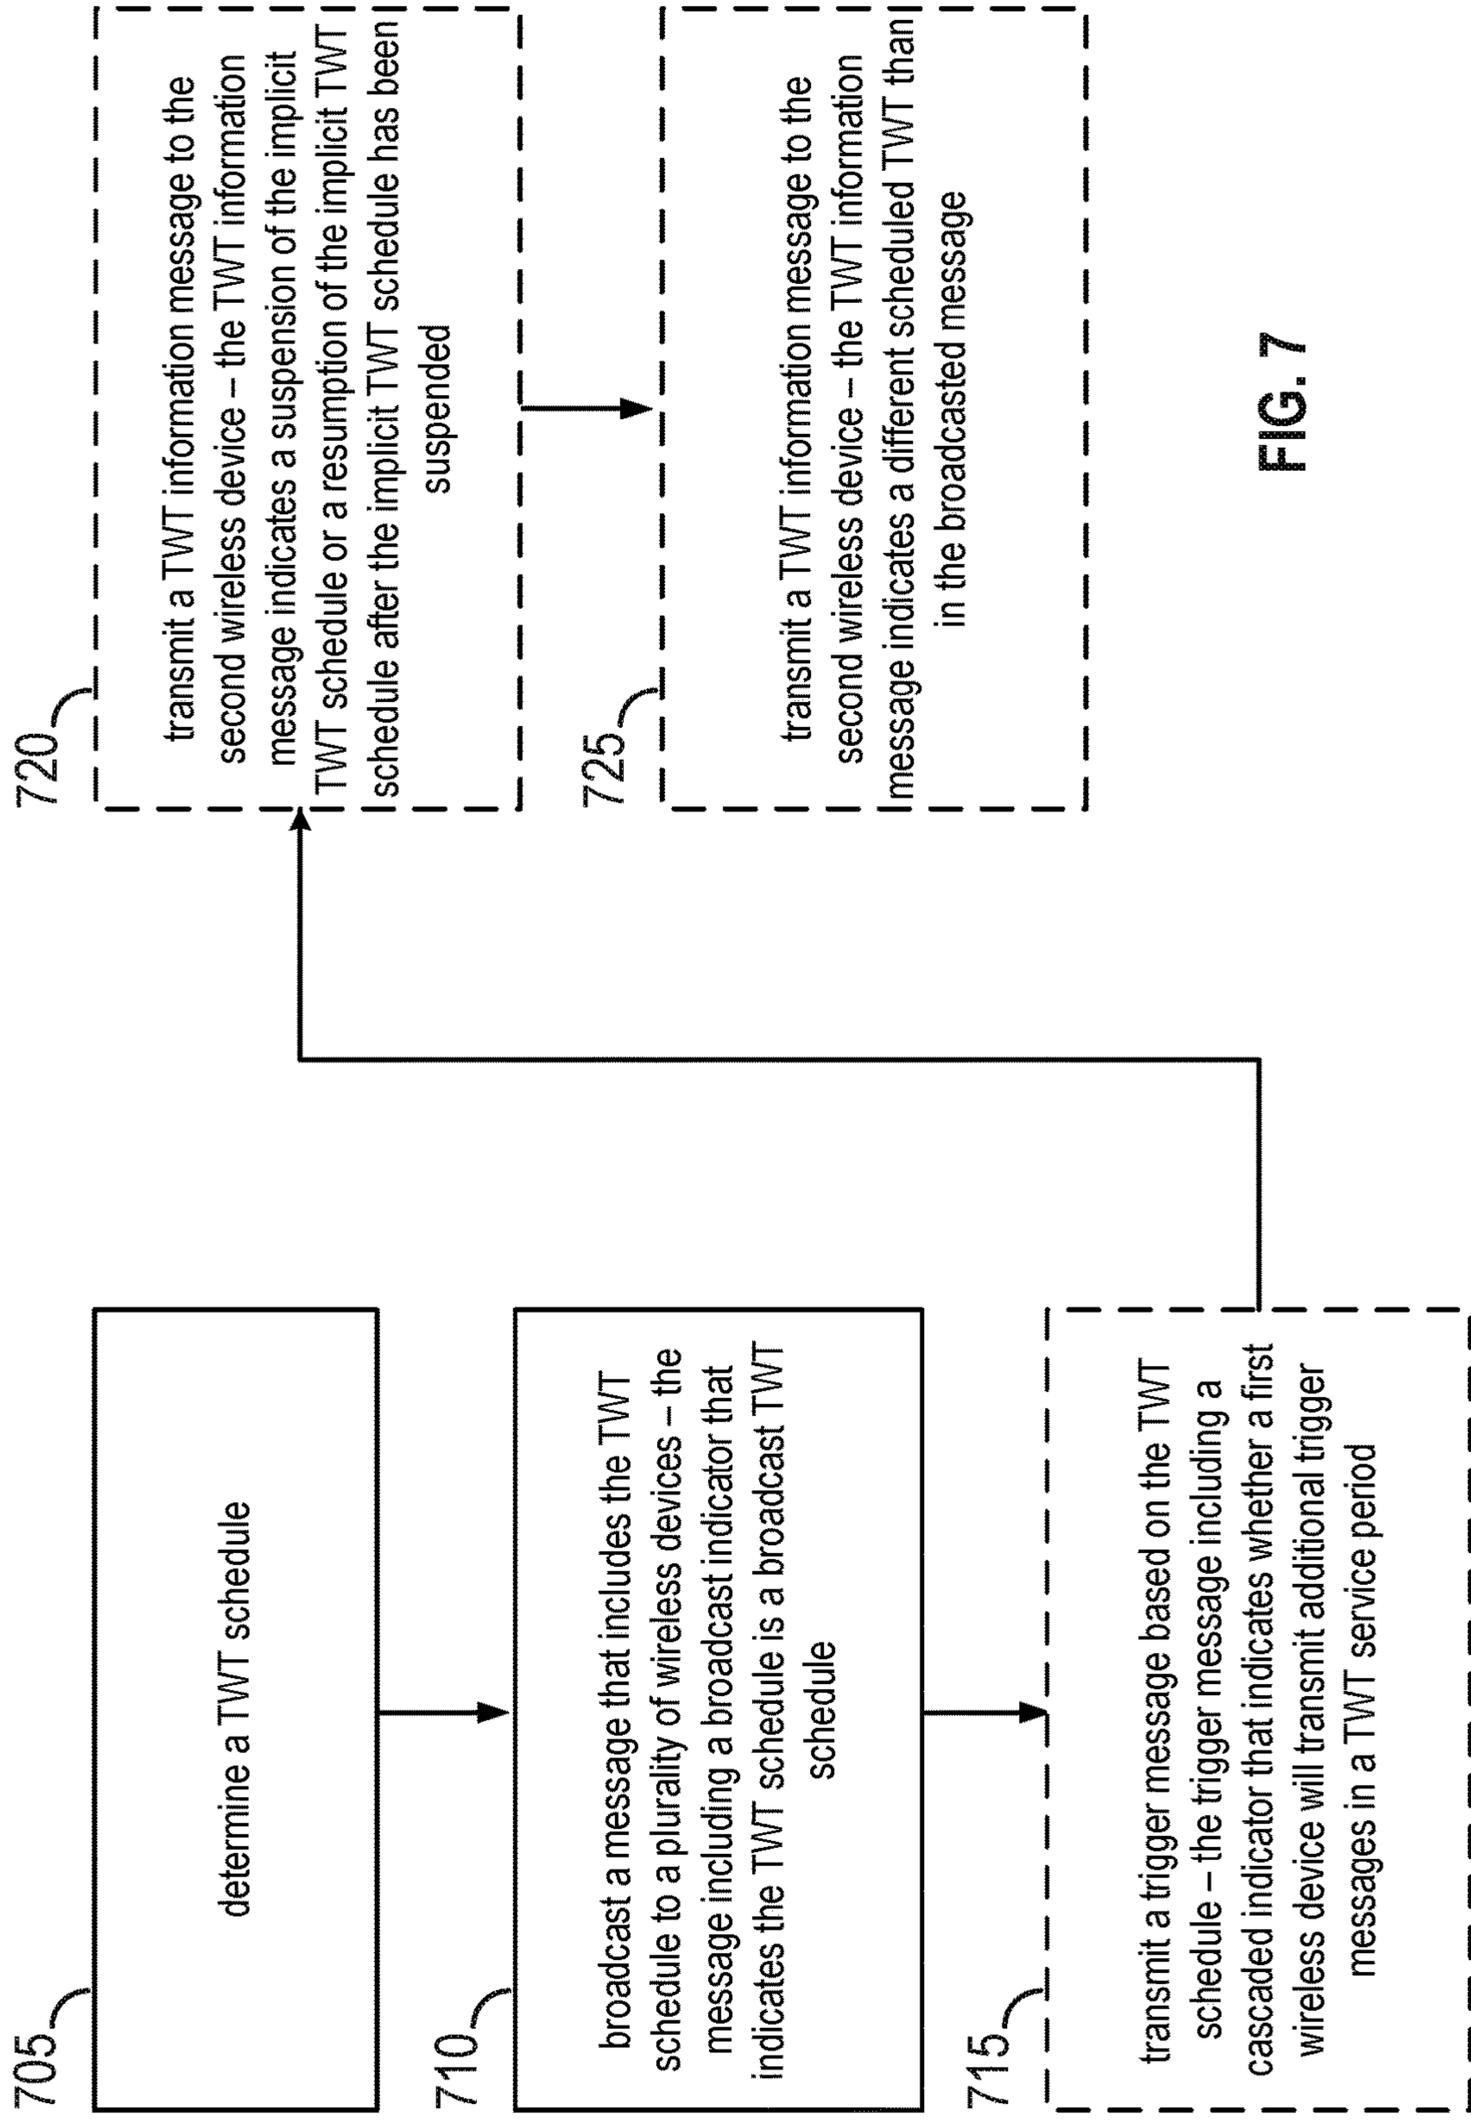 705
determine a TWT schedule
710
broadcast a message that includes the TWT
schedule to a plurality of wireless devices – the
message including a broadcast indicator that
indicates the TWT schedule is a broadcast TWT
schedule
715
transmit a trigger message based on the TWT
schedule – the trigger message including a
cascaded indicator that indicates whether a first
wireless device will transmit additional trigger
messages in a TWT service period
720
transmit a TWT information message to the
second wireless device – the TWT information
message indicates a suspension of the implicit
TWT schedule or a resumption of the implicit TWT
schedule after the implicit TWT schedule has been
suspended
725
transmit a TWT information message to the
second wireless device – the TWT information
message indicates a different scheduled TWT than
in the broadcasted message
FIG. 7